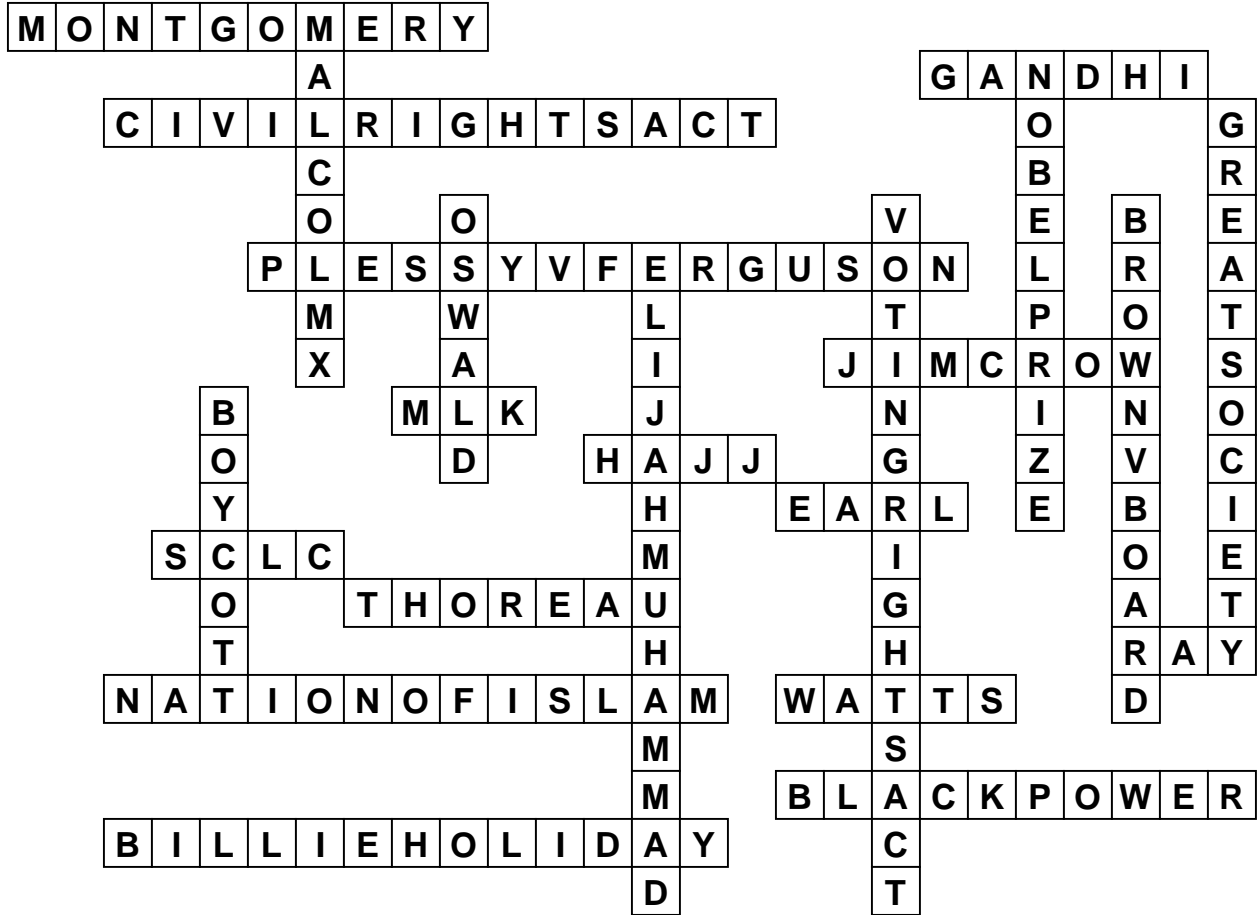 MONTGOMERY
GANDHI
CIVILRIGHTSACT
PLESSYVFERGUSON
JIMCROW
MLK
HAJJ
EARL
SCLC
THOREAU
RAY
NATIONOFISLAM
WATTS
BLACKPOWER
BILLIEHOLIDAY
MALCOLMX
NOBELPRIZE
GREATSOCIETY
OSWALD
VOTINGRIGHTSACT
BROWNVBOARD
ELIJAHMUHAMMAD
BOYCOTT